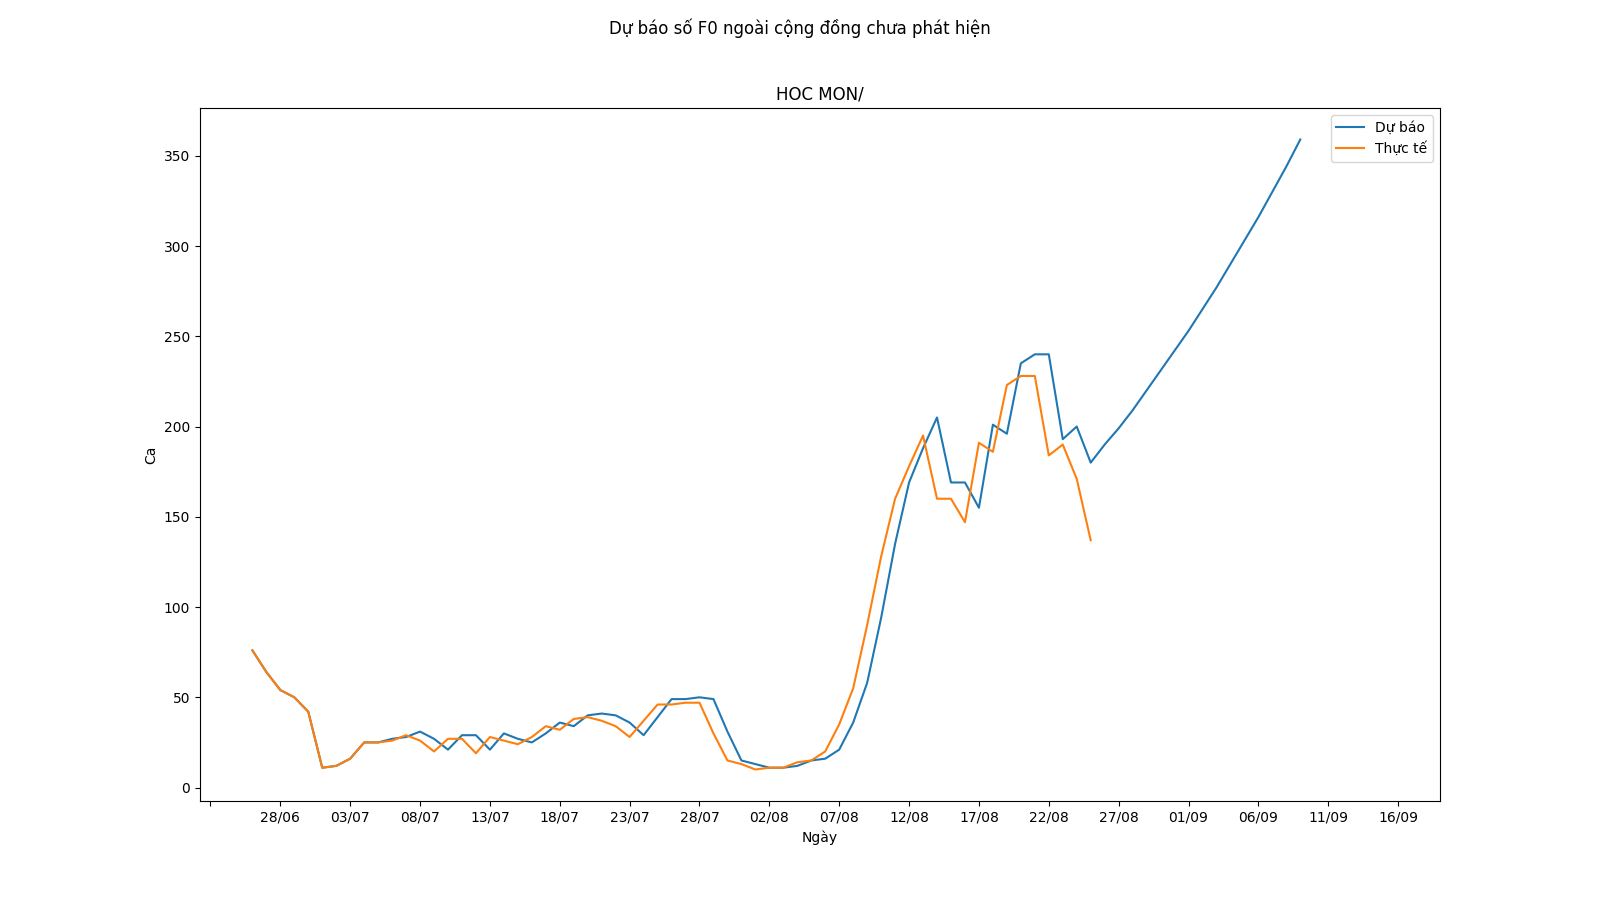 Dự báo số F0 ngoài cộng đồng chưa phát hiện
HOC MON/
Dự báo
Thực tế
350
300
250
200
150
100
50
0
Ca
28/06 03/07 08/07 13/07 18/07 23/07 28/07 02/08 07/08 12/08 17/08 22/08 27/08 01/09 06/09 11/09 16/09
Ngày